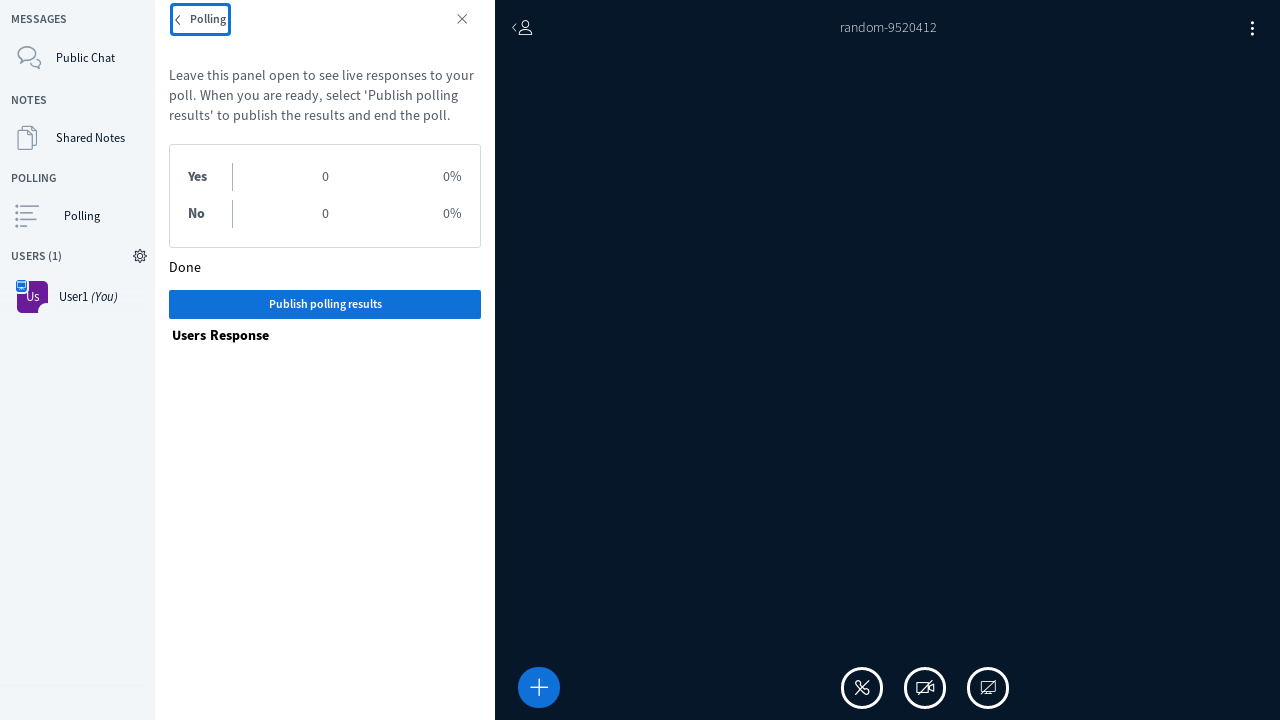 MESSAGES
Public Chat
NOTES
Shared Notes
POLLING
Polling
USERS (1)
Us
User1 (You)
Polling
Leave this panel open to see live responses to your
poll. When you are ready, select 'Publish polling
results' to publish the results and end the poll.
Yes 0 0%
No 0 0%
Done
Publish polling results
Users Response
random-9520412